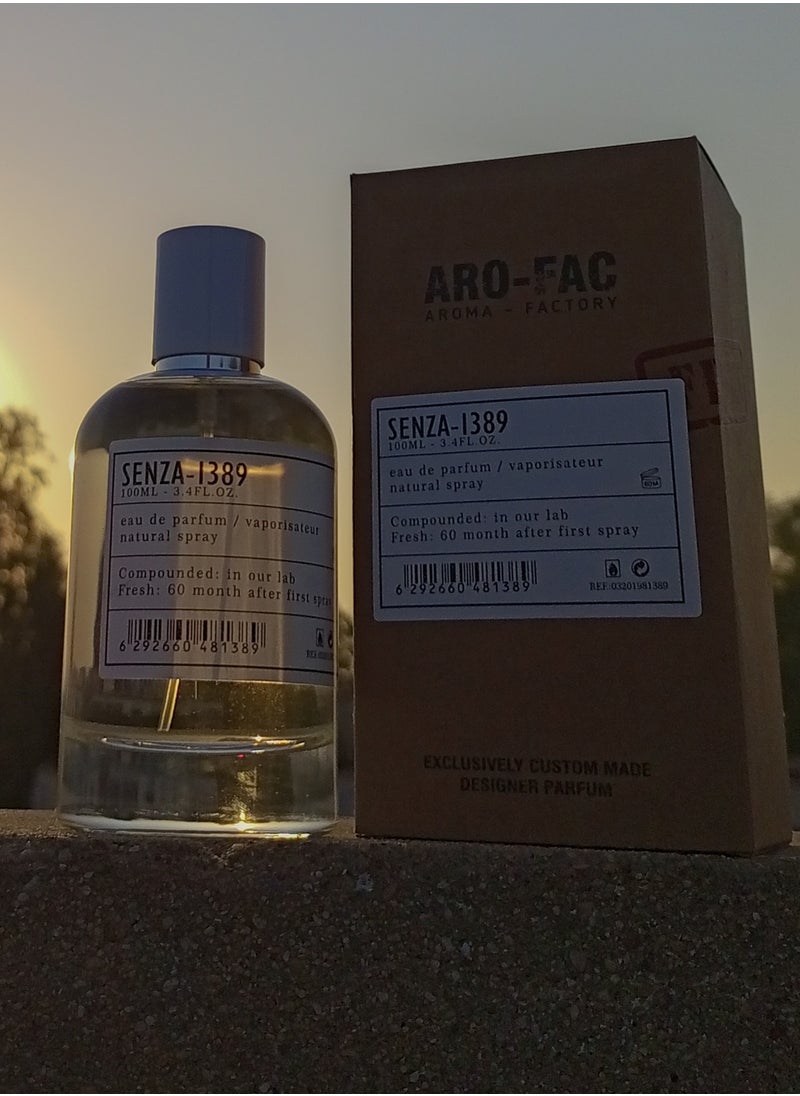 SENZA-1389
100ML - 3.4FL.OZ.
eau de parfum / vaporisateur
natural spray
Compounded: in our lab
Fresh: 60 month after first spray
6 292660 481389
ARO-FAC
AROMA - FACTORY
SENZA-1389
100ML - 3.4FL.OZ.
eau de parfum / vaporisateur
natural spray
60M
Compounded: in our lab
Fresh: 60 month after first spray
6 292660 481389
REF:03201981389
EXCLUSIVELY CUSTOM MADE
DESIGNER PARFUM